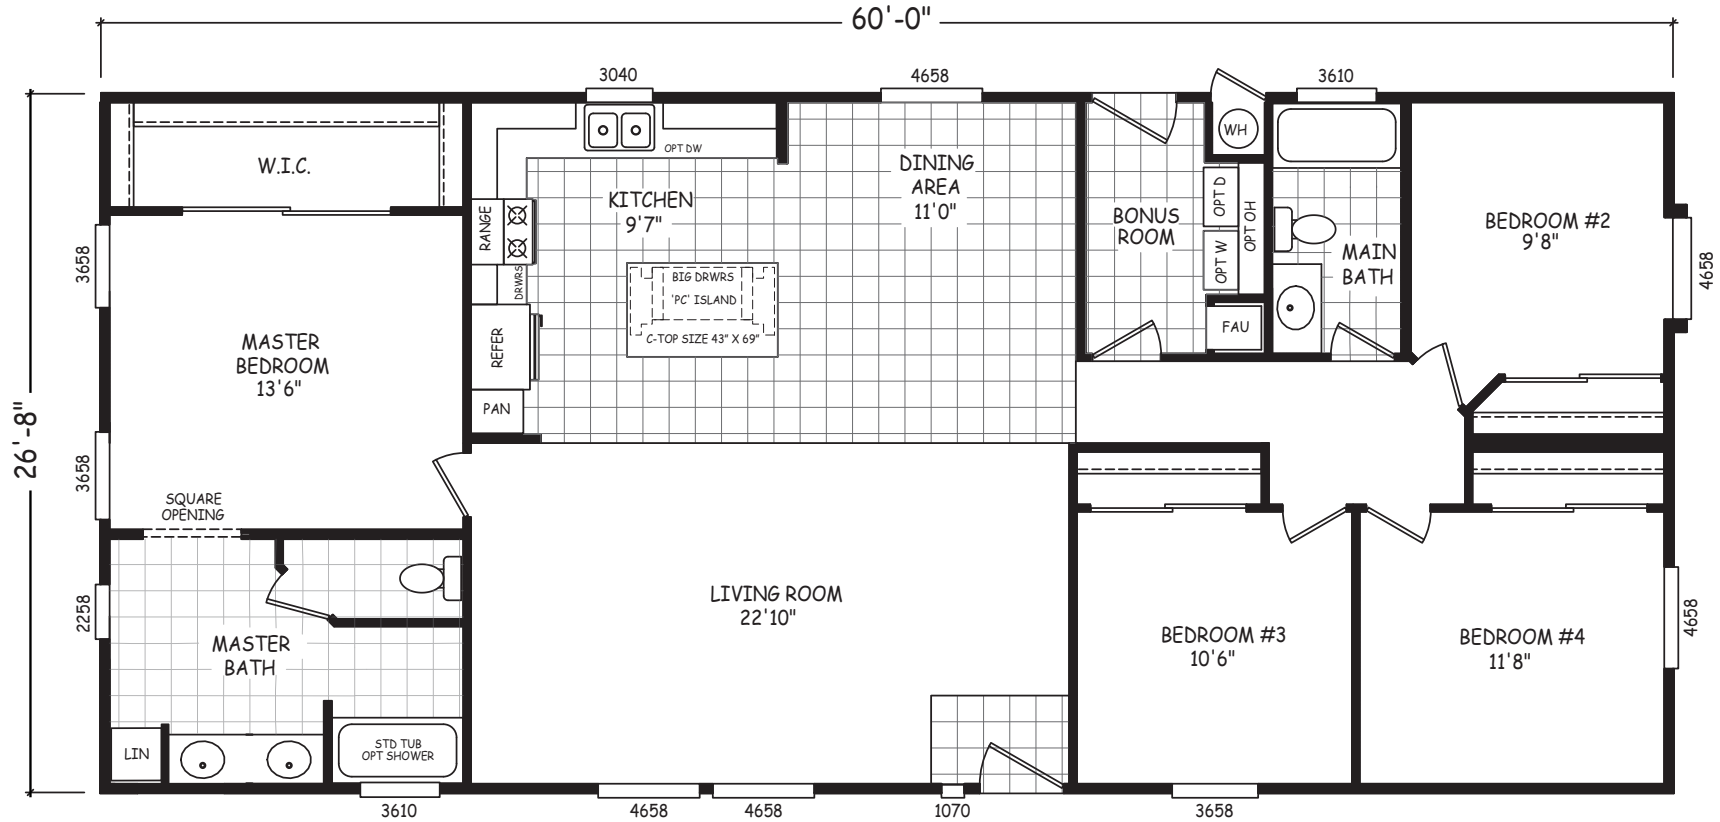 60'-0"
3040
4658
3610
W.I.C.
OPT DW
WH
KITCHEN
9'7"
DINING
AREA
11'0"
RANGE
DRWRS
REFER
PAN
BIG DRWRS
'PC' ISLAND
C-TOP SIZE 43" X 69"
BONUS
ROOM
OPT D
OPT W
OPT OH
FAU
MAIN
BATH
BEDROOM #2
9'8"
4658
3658
MASTER
BEDROOM
13'6"
26'-8"
3658
SQUARE
OPENING
2258
MASTER
BATH
LIN
STD TUB
OPT SHOWER
LIVING ROOM
22'10"
BEDROOM #3
10'6"
BEDROOM #4
11'8"
4658
3610
4658
4658
1070
3658